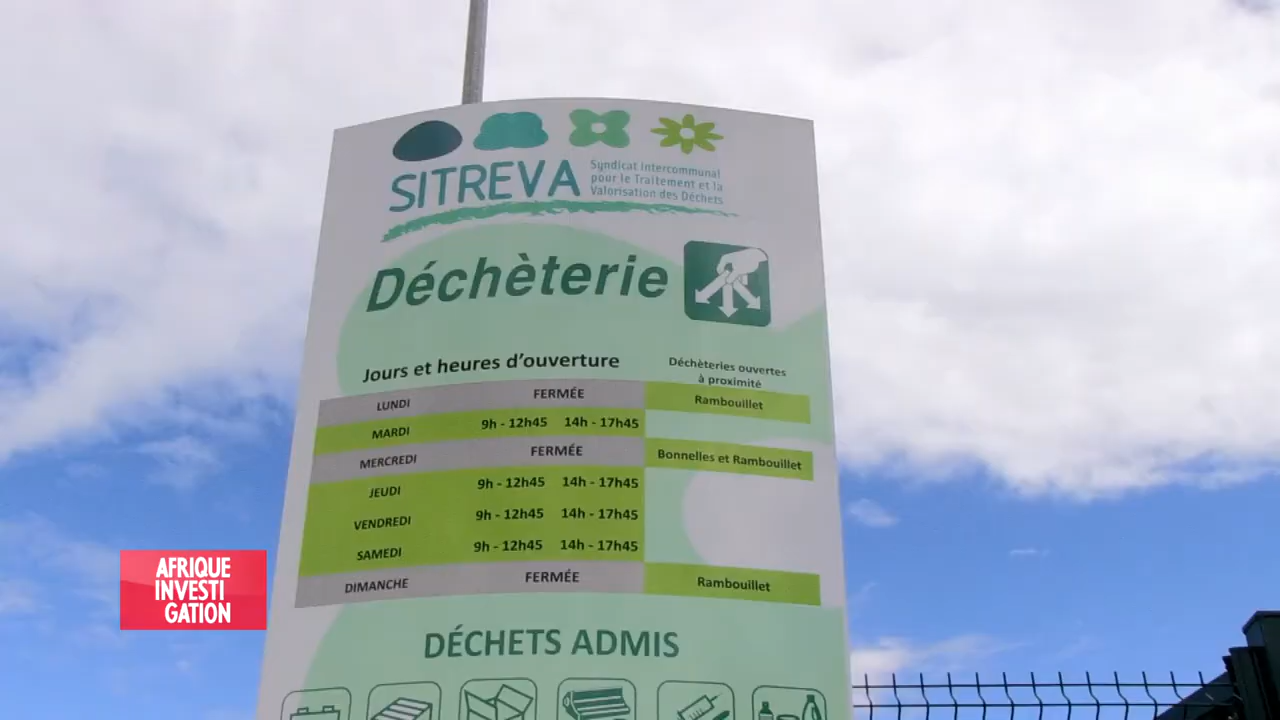 SITREVA
Syndicat Intercommunal
pour le Traitement et la
Valorisation des Déchets
Déchèterie
Jours et heures d'ouverture
Déchèteries ouvertes
à proximité
LUNDI FERMÉE Rambouillet
MARDI 9h - 12h45 14h - 17h45
MERCREDI FERMÉE Bonnelles et Rambouillet
JEUDI 9h - 12h45 14h - 17h45
VENDREDI 9h - 12h45 14h - 17h45
SAMEDI 9h - 12h45 14h - 17h45
DIMANCHE FERMÉE Rambouillet
DÉCHETS ADMIS
AFRIQUE
INVESTI
GATION